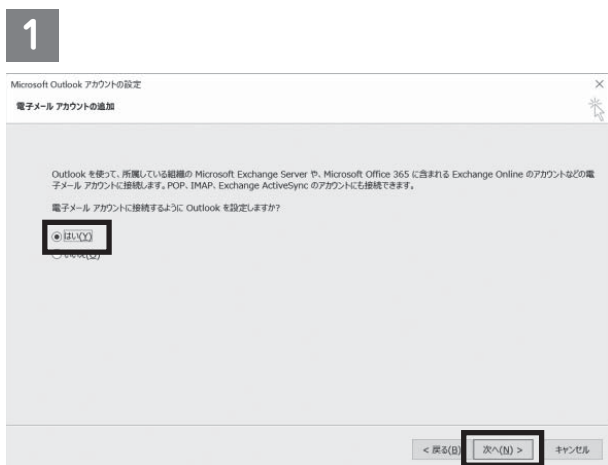 1
Microsoft Outlook アカウントの設定
電子メール アカウントの追加
Outlook を使って、所属している組織の Microsoft Exchange Server や、Microsoft Office 365 に含まれる Exchange Online のアカウントなどの電
子メール アカウントに接続します。POP、IMAP、Exchange ActiveSync のアカウントにも接続できます。
電子メール アカウントに接続するように Outlook を設定しますか?
はい(Y)
< 戻る(B) 次へ(N) > キャンセル